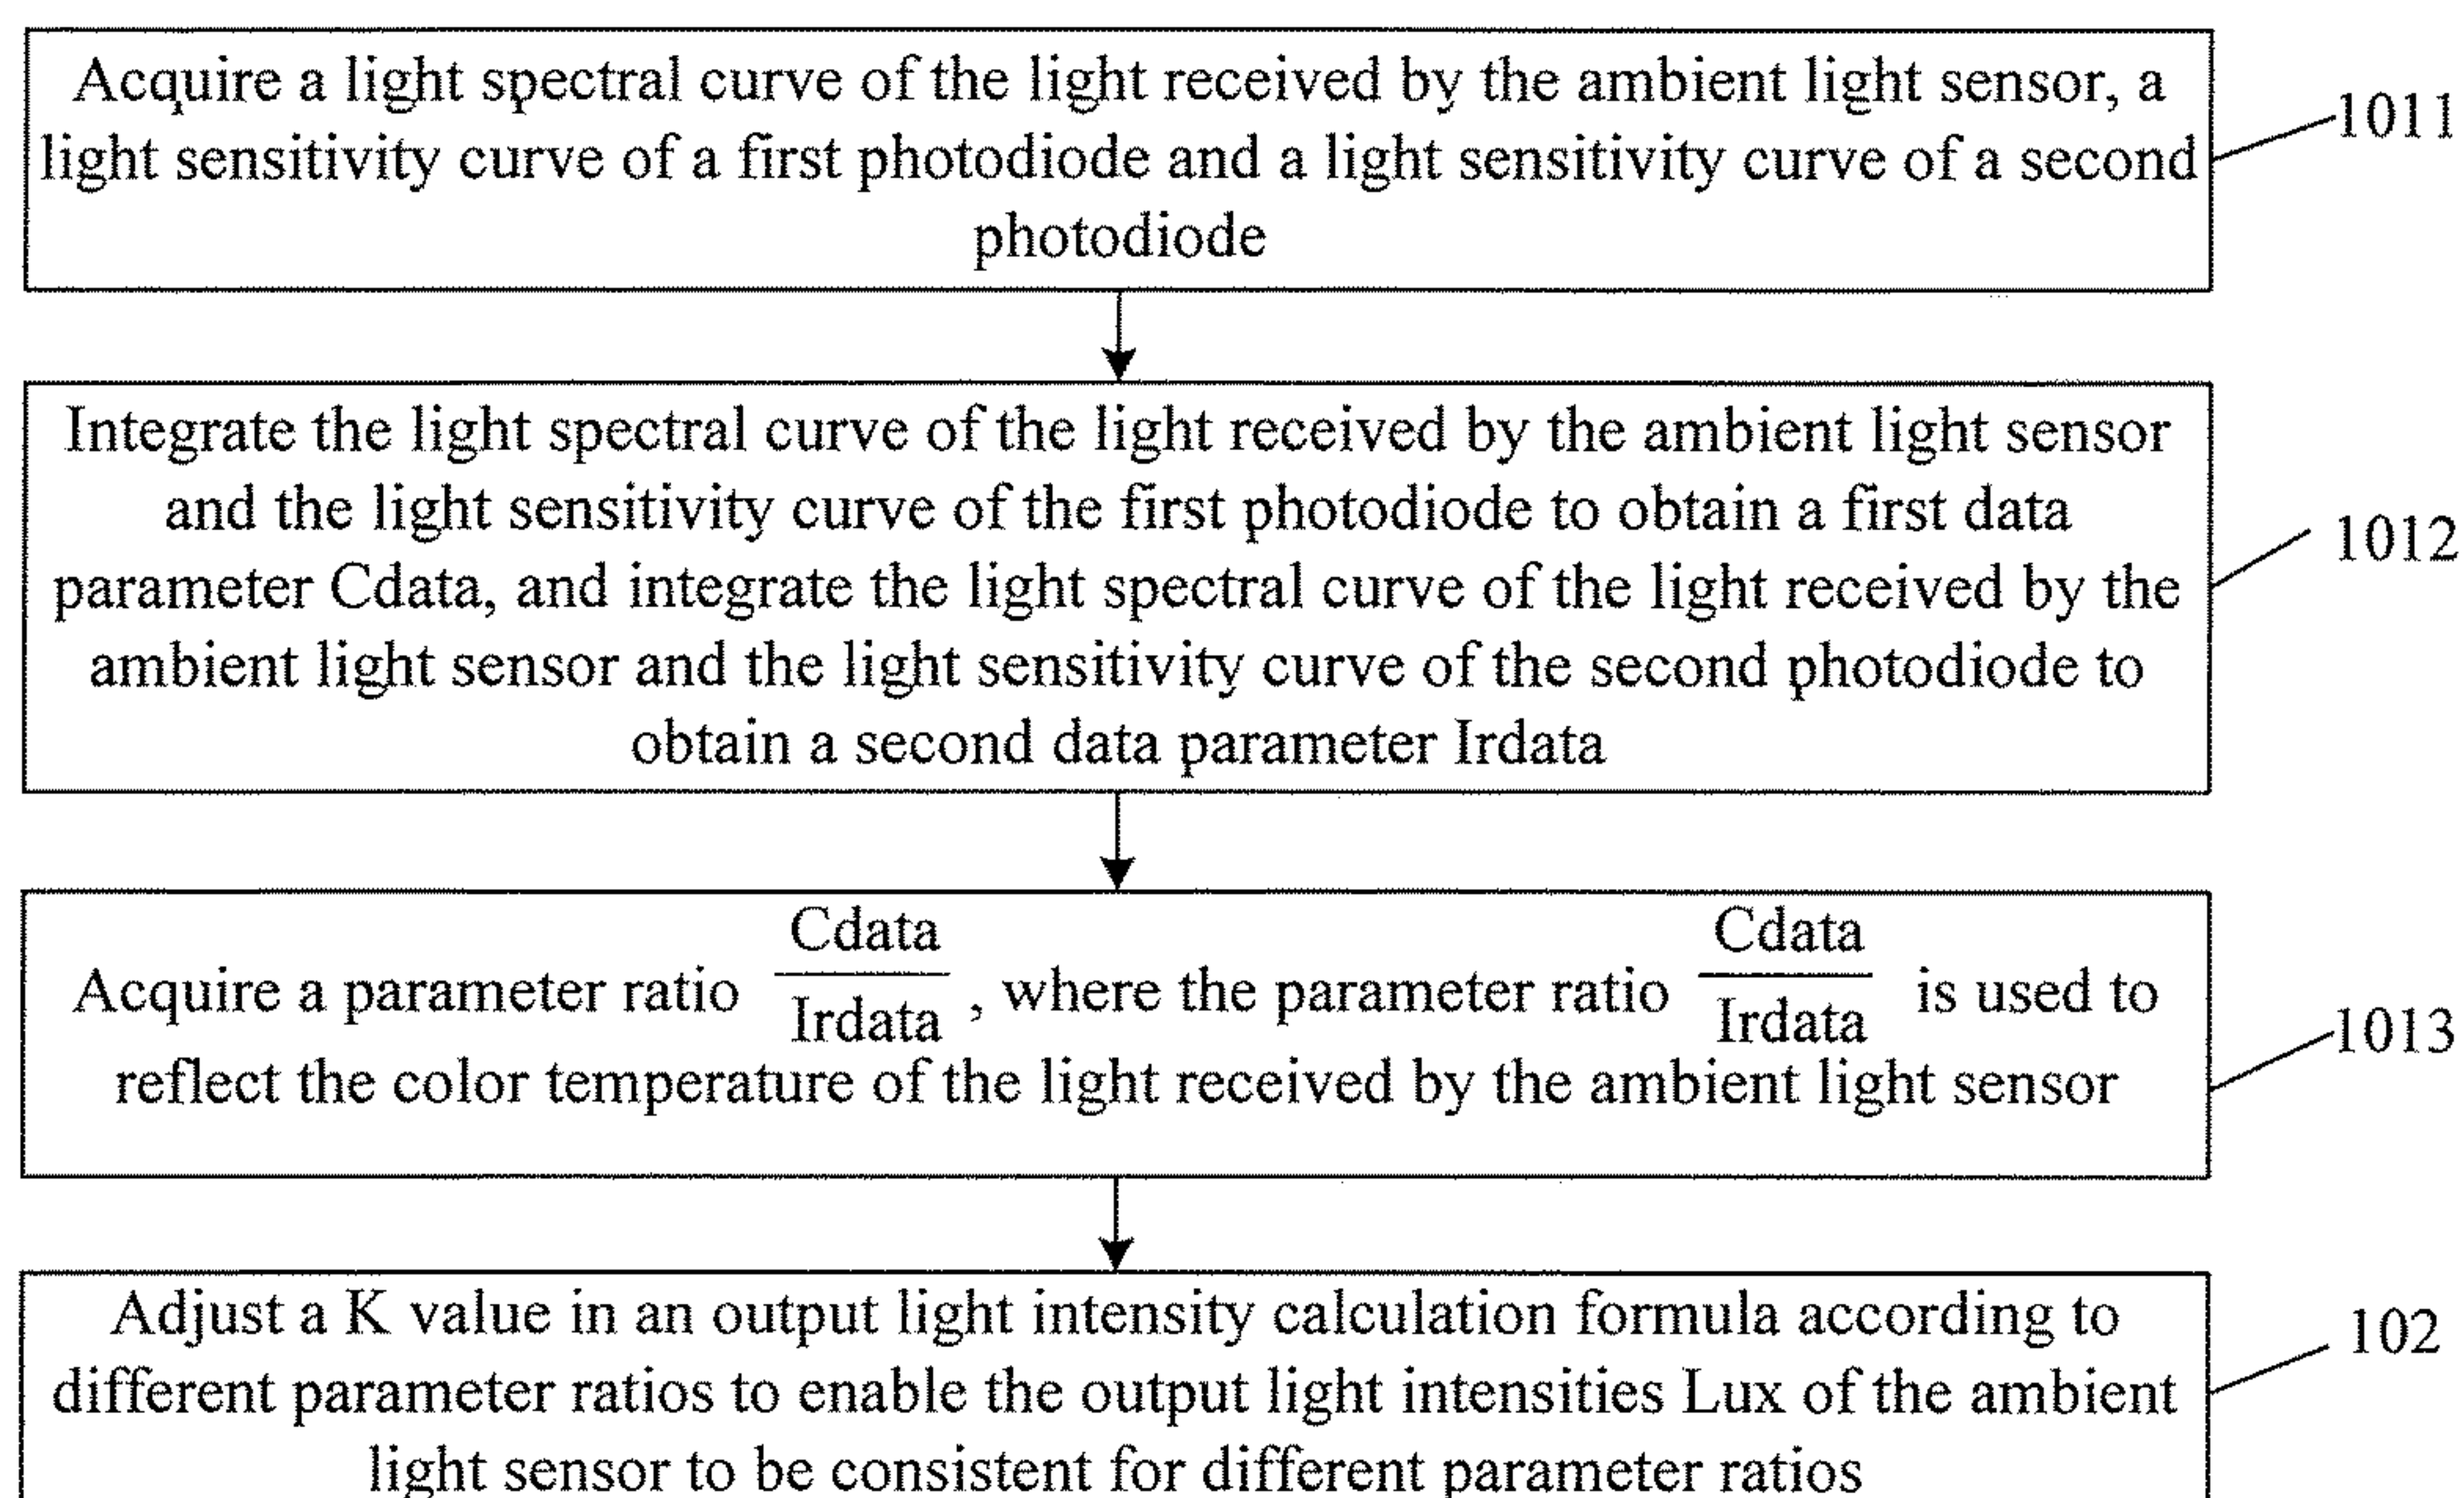 Acquire a light spectral curve of the light received by the ambient light sensor, a
light sensitivity curve of a first photodiode and a light sensitivity curve of a second
photodiode
1011
Integrate the light spectral curve of the light received by the ambient light sensor
and the light sensitivity curve of the first photodiode to obtain a first data
parameter Cdata, and integrate the light spectral curve of the light received by the
ambient light sensor and the light sensitivity curve of the second photodiode to
obtain a second data parameter Irdata
1012
Acquire a parameter ratio Cdata/Irdata, where the parameter ratio Cdata/Irdata is used to
reflect the color temperature of the light received by the ambient light sensor
1013
Adjust a K value in an output light intensity calculation formula according to
different parameter ratios to enable the output light intensities Lux of the ambient
light sensor to be consistent for different parameter ratios
102